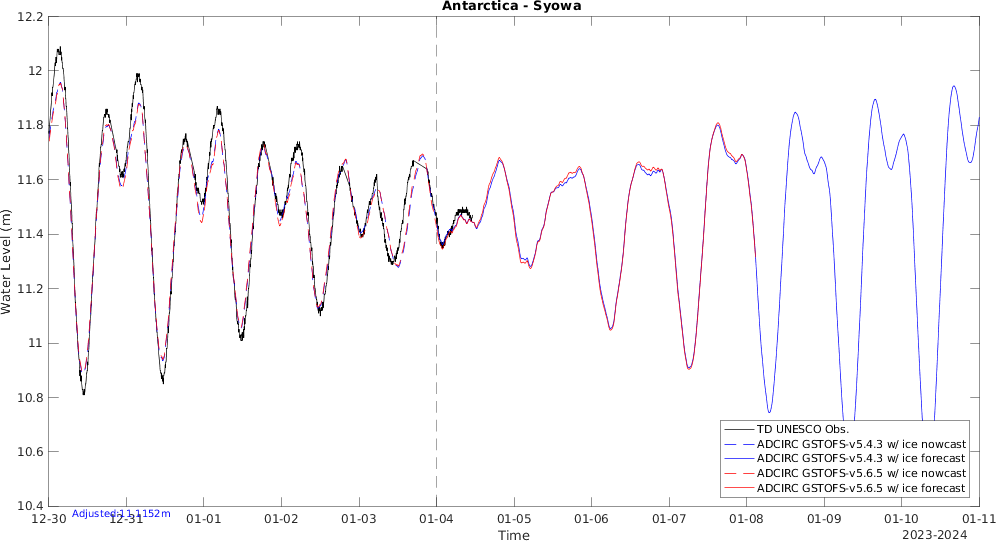 Antarctica - Syowa
12.2
12
11.8
11.6
11.4
11.2
11
10.8
10.6
10.4
Water Level (m)
TD UNESCO Obs.
ADCIRC GSTOFS-v5.4.3 w/ ice nowcast
ADCIRC GSTOFS-v5.4.3 w/ ice forecast
ADCIRC GSTOFS-v5.6.5 w/ ice nowcast
ADCIRC GSTOFS-v5.6.5 w/ ice forecast
Adjusted:11.1152m
12-30 12-31 01-01 01-02 01-03 01-04 01-05 01-06 01-07 01-08 01-09 01-10 01-11
Time
2023-2024